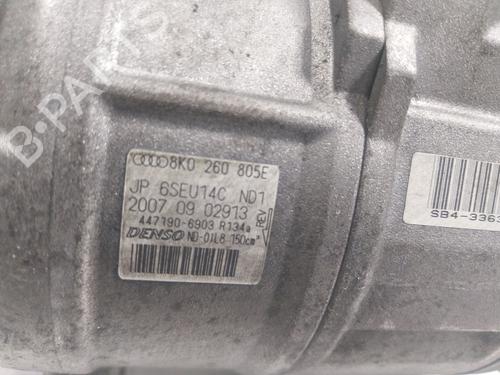 B-PARTS
8K0 260 805E
JP 6SEU14C ND1
2007 09 02913
447190-6903 R134a
DENSO ND-OIL8 150cm³
REV
SB4-3363